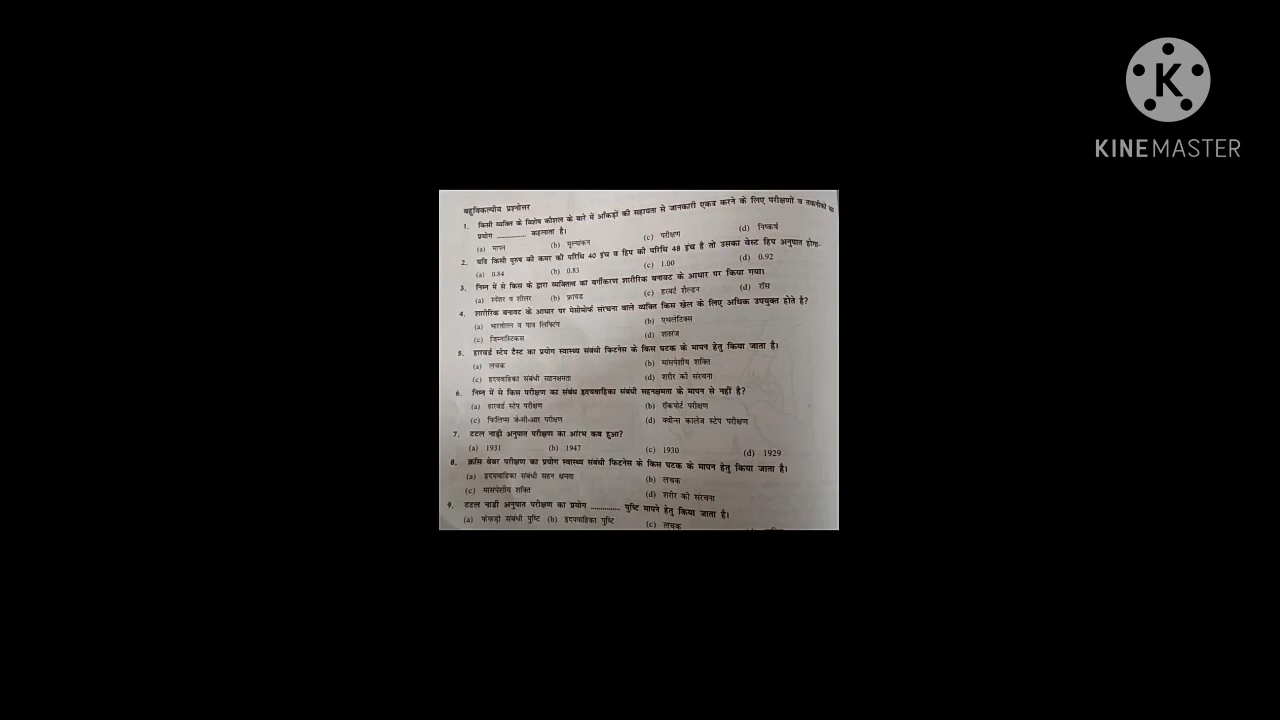 KINEMASTER
बहुविकल्पीय प्रश्नोत्तर
1. किसी व्यक्ति के विशेष कौशल के बारे में आँकड़ों की सहायता से जानकारी एकत्र करने के लिए परीक्षणों व तकनीकों का
प्रयोग ............. कहलाता है।
(a) मापन (b) मूल्यांकन (c) परीक्षण (d) निष्कर्ष
2. यदि किसी पुरुष की कमर की परिधि 40 इंच व हिप की परिधि 48 इंच है तो उसका वेस्ट हिप अनुपात होगा-
(a) 0.84 (b) 0.83 (c) 1.00 (d) 0.92
3. निम्न में से किस के द्वारा व्यक्तित्व का वर्गीकरण शारीरिक बनावट के आधार पर किया गया।
(a) स्पेंशर व शीलर (b) फ्रायड (c) हरबर्ट शैल्डन (d) रॉस
4. शारीरिक बनावट के आधार पर मेसोमोर्फ संरचना वाले व्यक्ति किस खेल के लिए अधिक उपयुक्त होते है?
(a) भारतोलन व पावर लिफ्टिंग (b) एथलेटिक्स
(c) जिम्नास्टिकस (d) शतरंज
5. हारवर्ड स्टेप टैस्ट का प्रयोग स्वास्थ्य संबंधी फिटनेस के किस घटक के मापन हेतु किया जाता है।
(a) लचक (b) मांसपेशीय शक्ति
(c) हृदयवाहिका संबंधी सहनक्षमता (d) शरीर की संरचना
6. निम्न में से किस परीक्षण का संबंध हृदयवाहिका संबंधी सहनक्षमता के मापन से नहीं है?
(a) हारवर्ड स्टेप परीक्षण (b) रॉकपोर्ट परीक्षण
(c) फिलिप्स जे-सी-आर परीक्षण (d) क्वीन्स कालेज स्टेप परीक्षण
7. टटल नाड़ी अनुपात परीक्षण का आरंभ कब हुआ?
(a) 1931 (b) 1947 (c) 1930 (d) 1929
8. क्रॉस वेबर परीक्षण का प्रयोग स्वास्थ्य संबंधी फिटनेस के किस घटक के मापन हेतु किया जाता है।
(a) हृदयवाहिका संबंधी सहन क्षमता (b) लचक
(c) मांसपेशीय शक्ति (d) शरीर की संरचना
9. टटल नाडी अनुपात परीक्षण का प्रयोग .............. पुष्टि मापने हेतु किया जाता है।
(a) फेफड़ो संबंधी पुष्टि (b) हृदयवाहिका पुष्टि (c) लचक